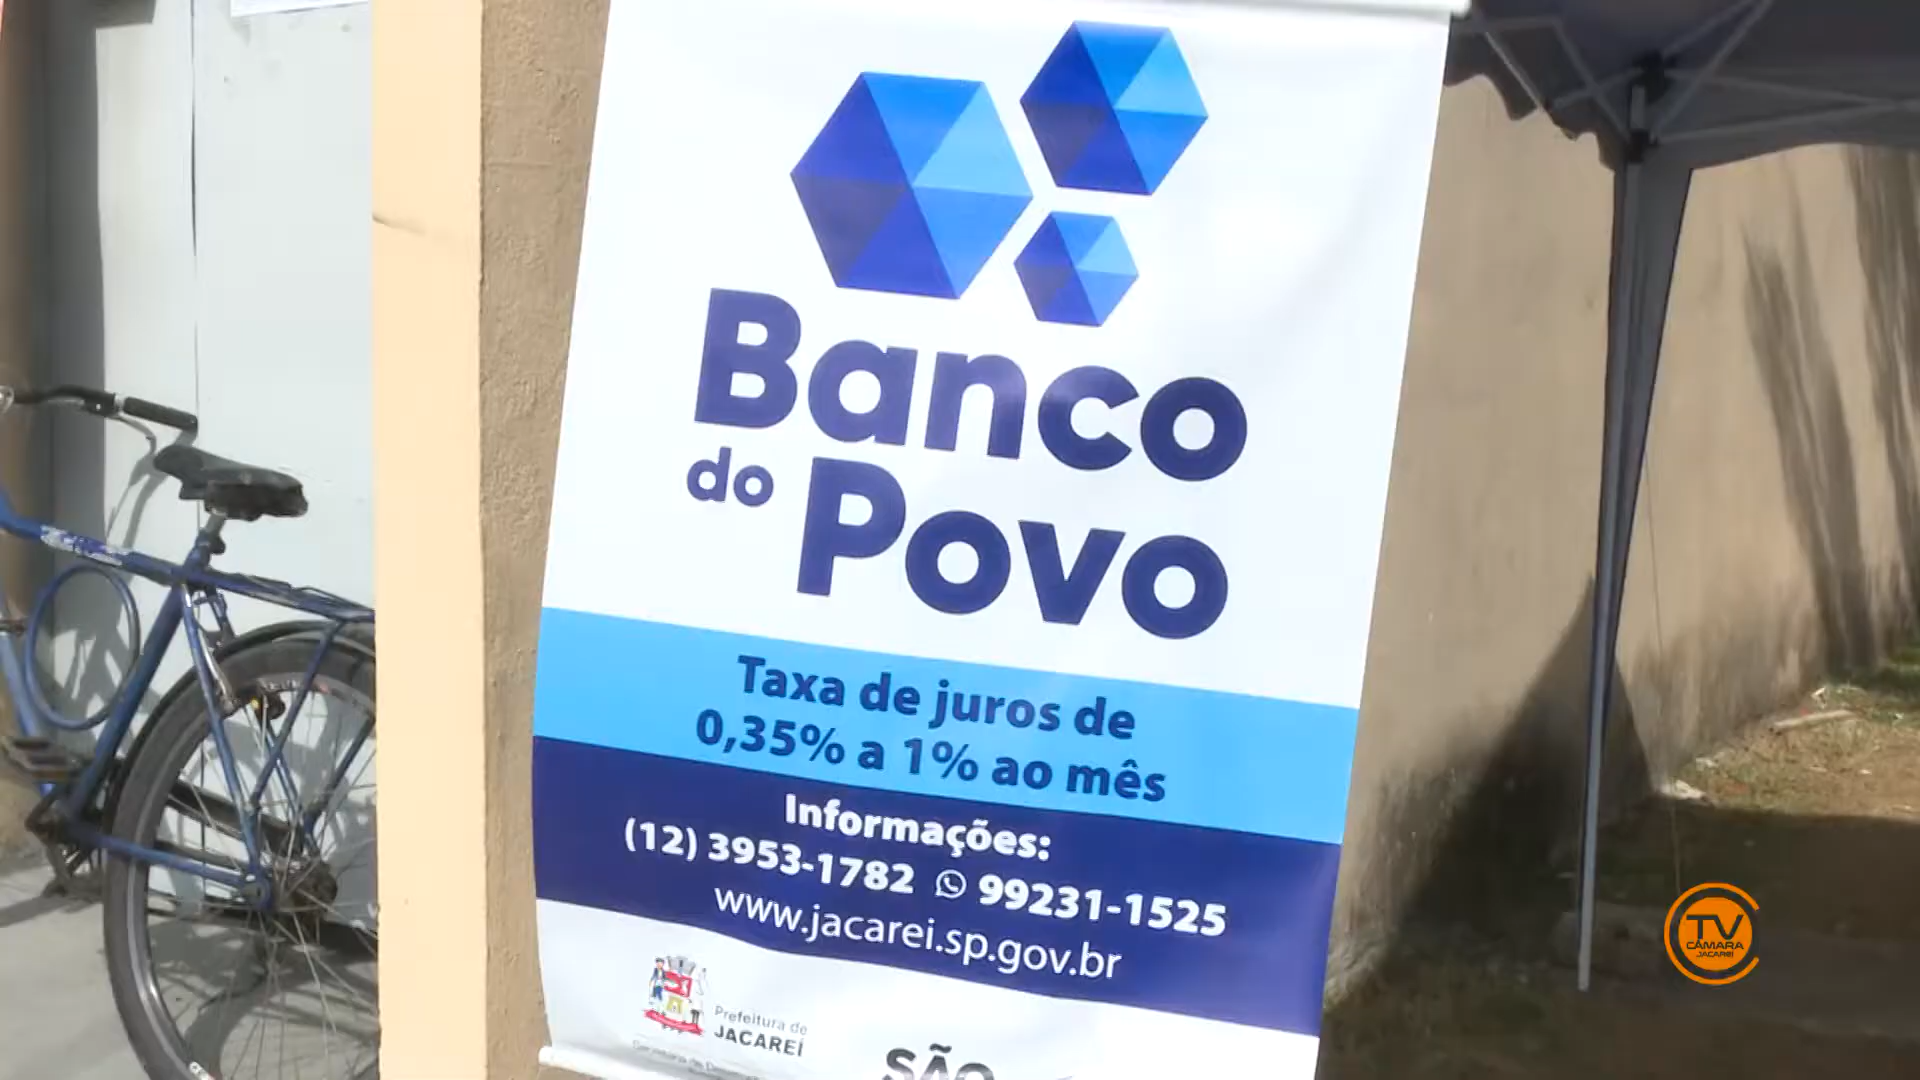 Banco
do Povo
Taxa de juros de
0,35% a 1% ao mês
Informações:
(12) 3953-1782 99231-1525
www.jacarei.sp.gov.br
Prefeitura de
JACAREÍ
SÃO
TV
CÂMARA
JACAREÍ